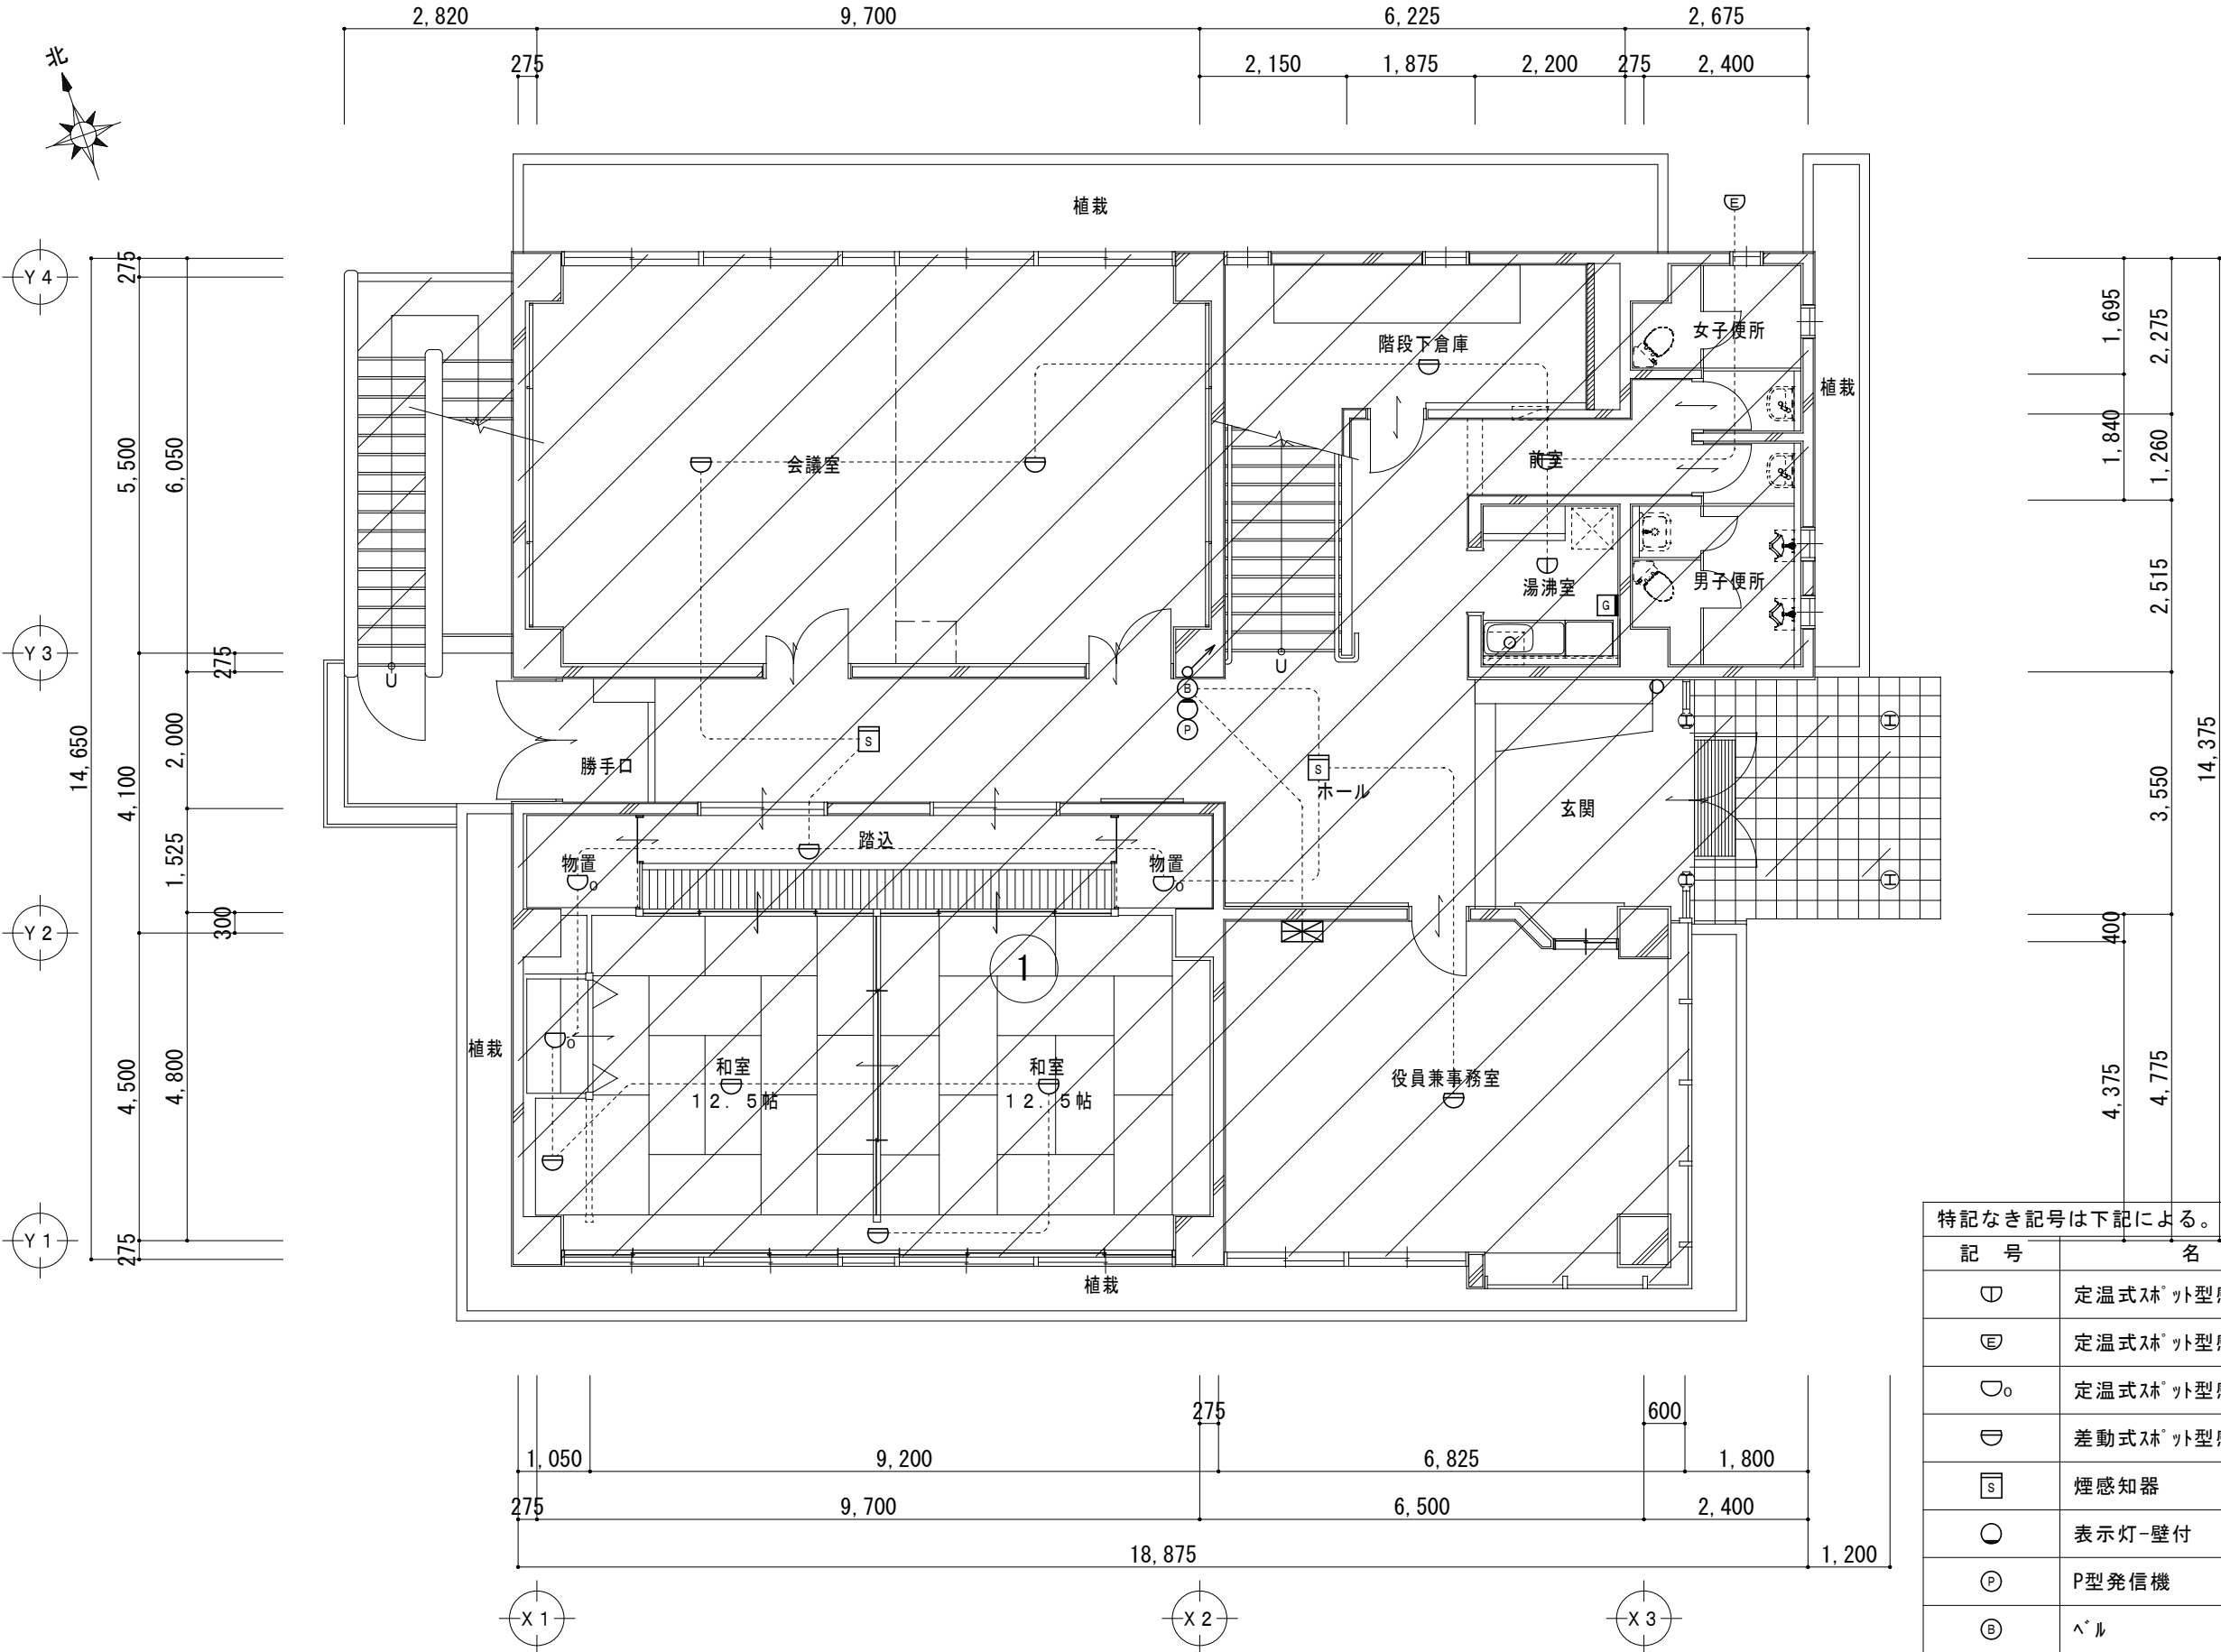 2,820 9,700 6,225 2,675
275 2,150 1,875 2,200 275 2,400
北
植栽
E
Y4
275
1,695
2,275
階段下倉庫
女子便所
植栽
5,500
6,050
1,840
1,260
会議室
前室
14,650
湯沸室
G
男子便所
2,515
14,375
Y3
275
U
U
B
P
S
S
2,000
4,100
勝手口
ホール
玄関
3,550
1,525
物置
踏込
物置
O
O
Y2
300
400
1
O
植栽
4,500
4,800
和室
12.5帖
和室
12.5帖
役員兼事務室
4,375
4,775
Y1
275
植栽
275 600
1,050 9,200 6,825 1,800
275 9,700 6,500 2,400
18,875 1,200
X1 X2 X3
特記なき記号は下記による。
記 号 名
定温式スポット型感
E 定温式スポット型感
O 定温式スポット型感
差動式スポット型感
S 煙感知器
表示灯-壁付
P P型発信機
B ベル